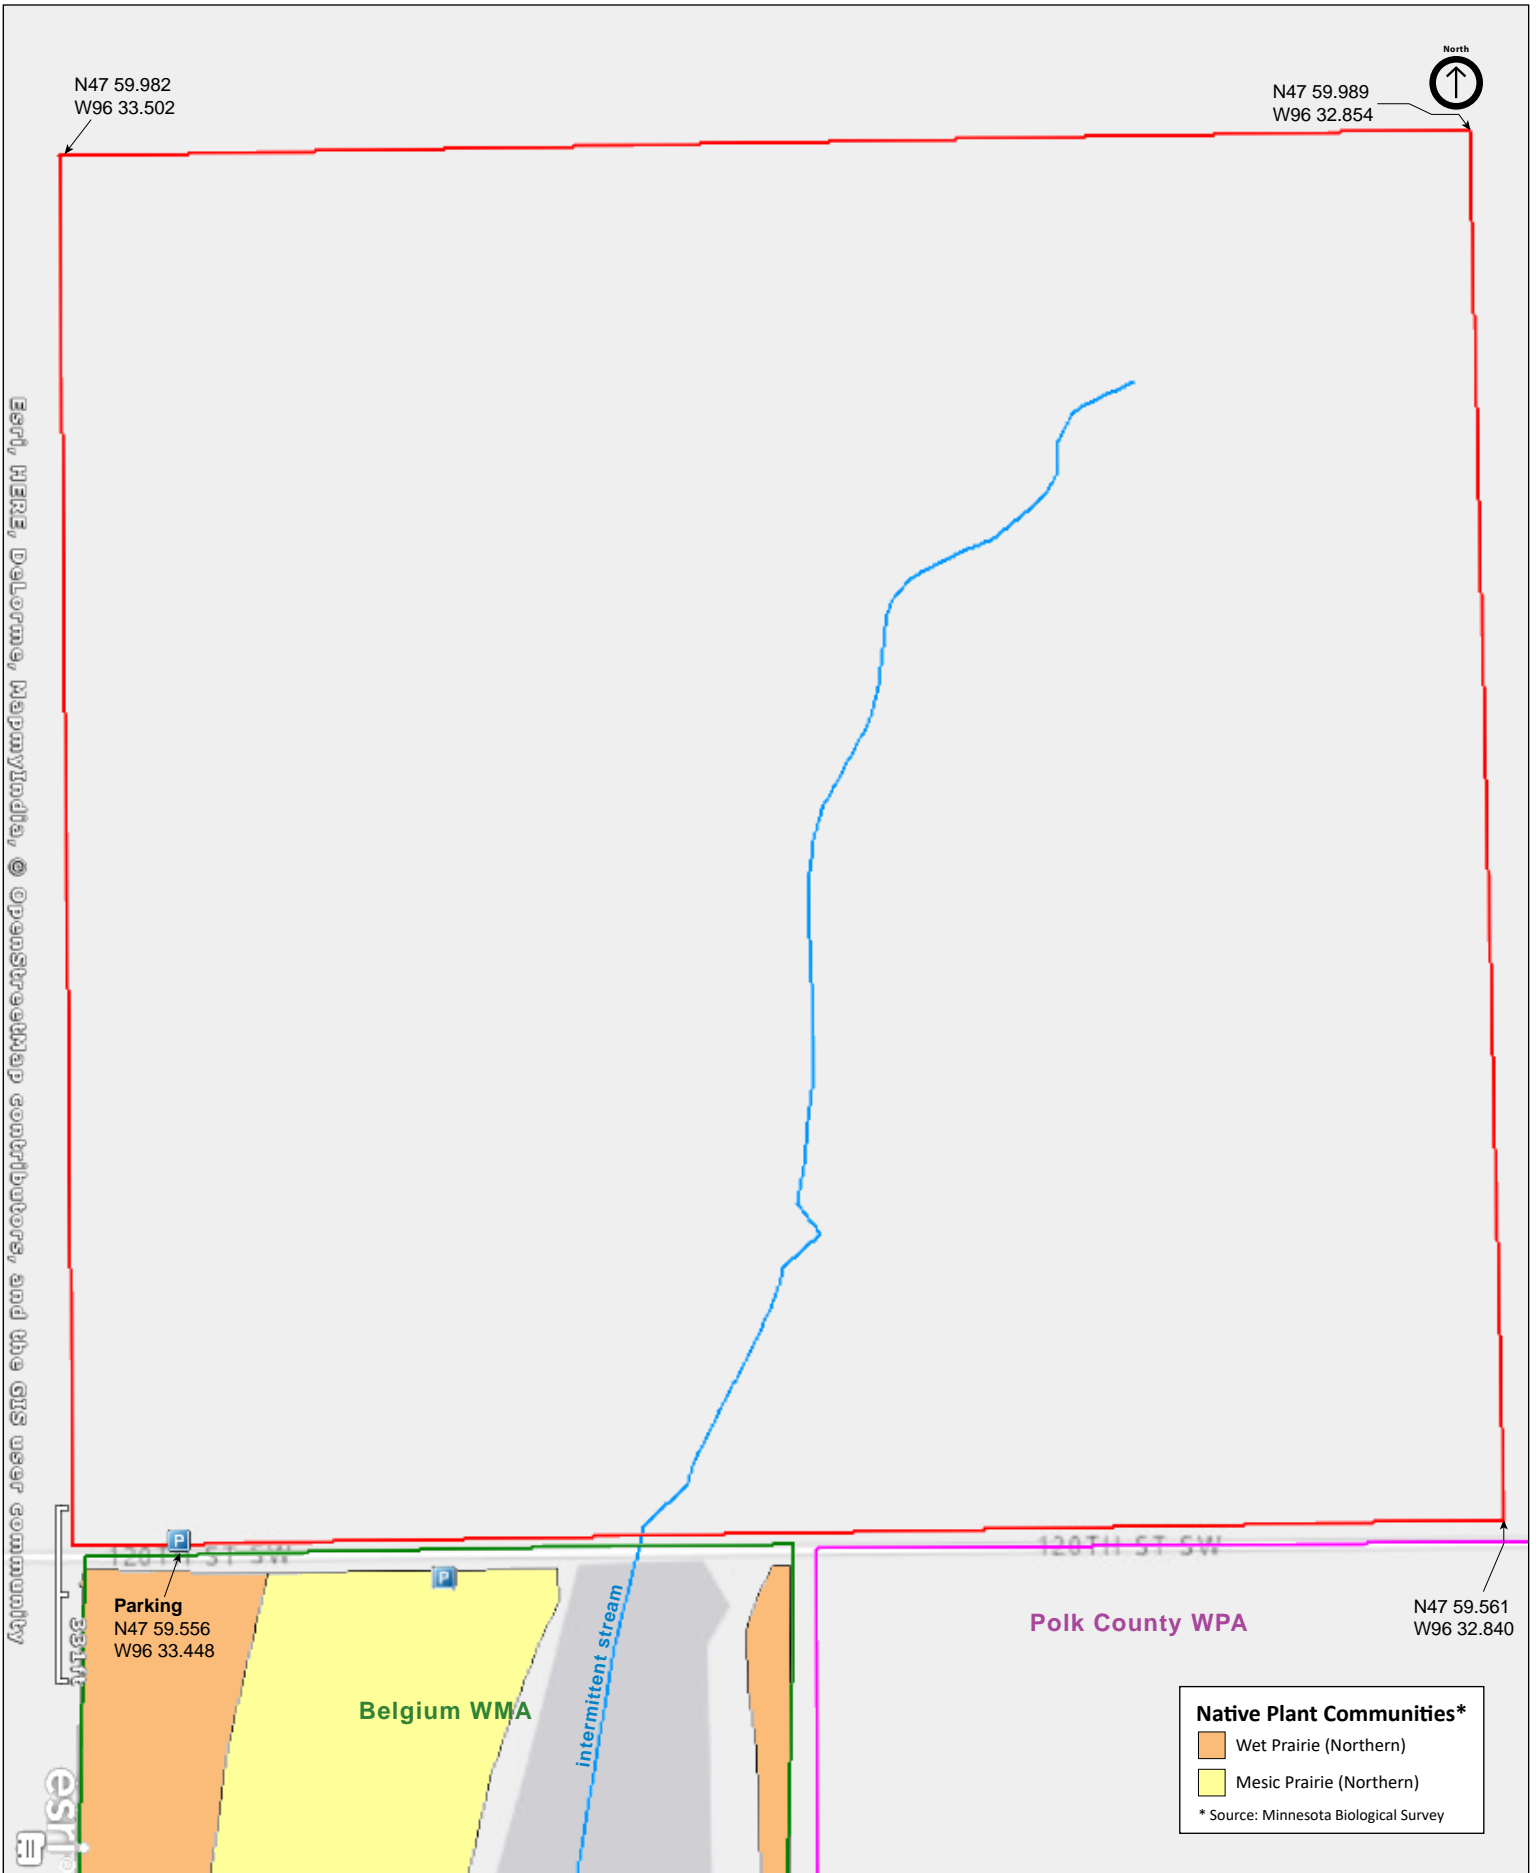 North
N47 59.982
W96 33.502
N47 59.989
W96 32.854
Esri, HERE, DeLorme, MapmyIndia, © OpenStreetMap contributors, and the GIS user community
120TH ST SW
120TH ST SW
P
P
Parking
N47 59.556
W96 33.448
331ft
intermittent stream
Belgium WMA
Polk County WPA
N47 59.561
W96 32.840
Native Plant Communities*
Wet Prairie (Northern)
Mesic Prairie (Northern)
* Source: Minnesota Biological Survey
esri